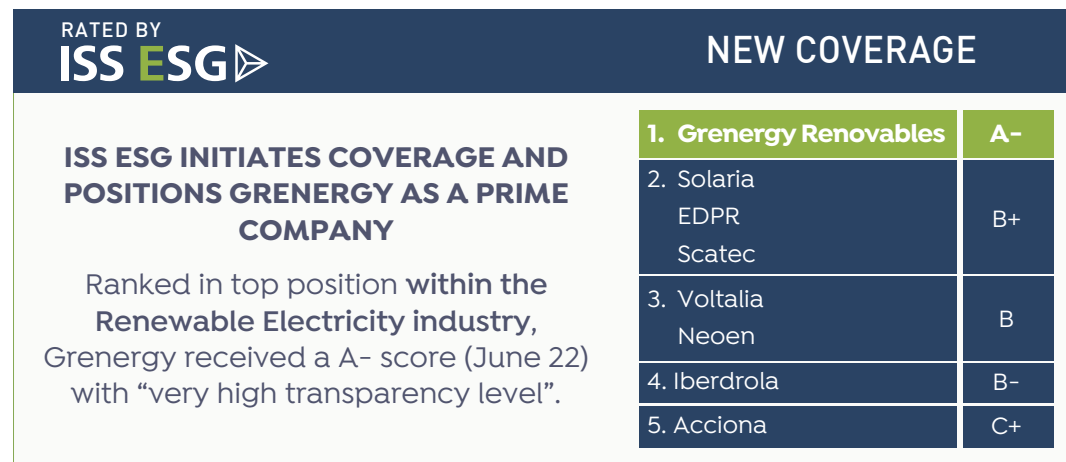 RATED BY
ISS ESG
NEW COVERAGE
ISS ESG INITIATES COVERAGE AND
POSITIONS GRENERGY AS A PRIME
COMPANY
Ranked in top position within the
Renewable Electricity industry,
Grenergy received a A- score (June 22)
with “very high transparency level”.
1. Grenergy Renovables A-
2. Solaria
EDPR B+
Scatec
3. Voltalia
Neoen B
4. Iberdrola B-
5. Acciona C+